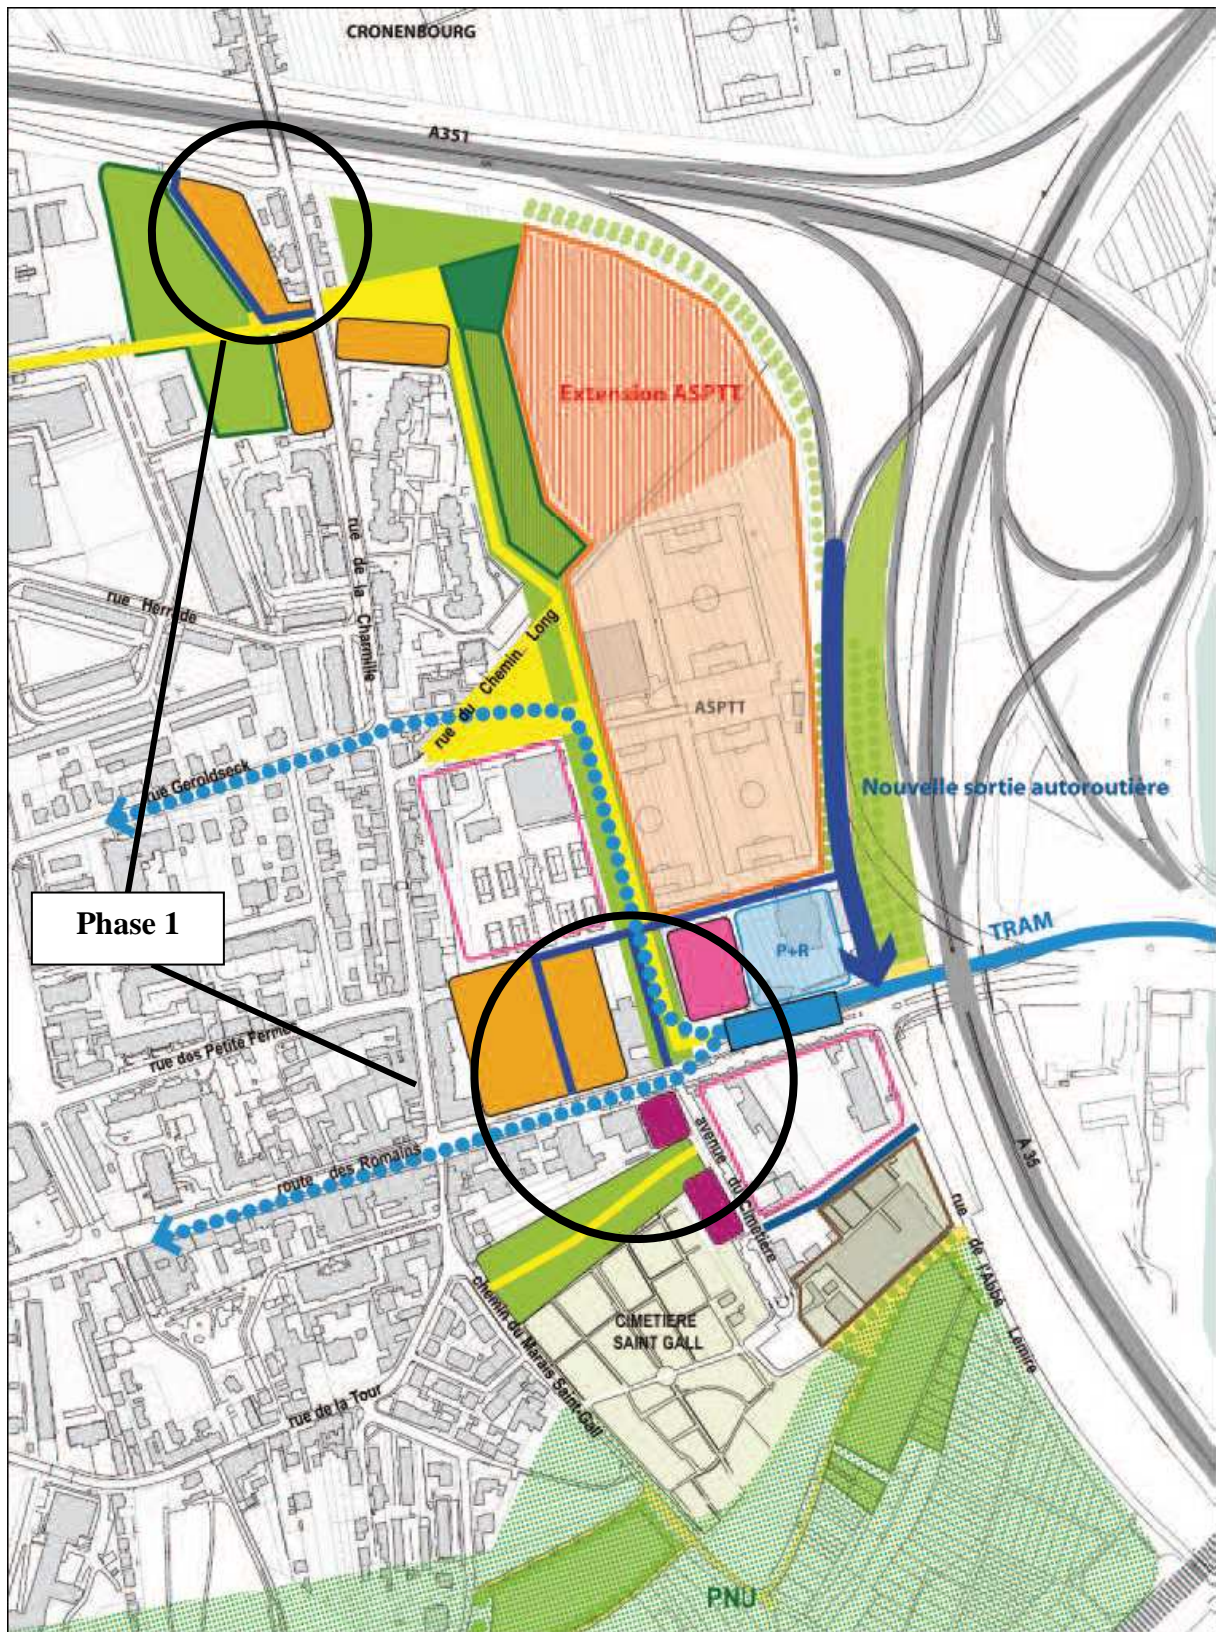 CRONENBOURG
A351
Extension ASPTT
rue de la Charmille
rue Herrade
rue du Chemin Long
ASPTT
rue Geroldseck
Nouvelle sortie autoroutière
Phase 1
TRAM
P+R
rue des Petite Fermes
route des Romains
avenue du Cimetière
A 35
rue de l'Abbé Lemire
chemin du Marais Saint-Gall
CIMETIERE
SAINT GALL
rue de la Tour
PNU